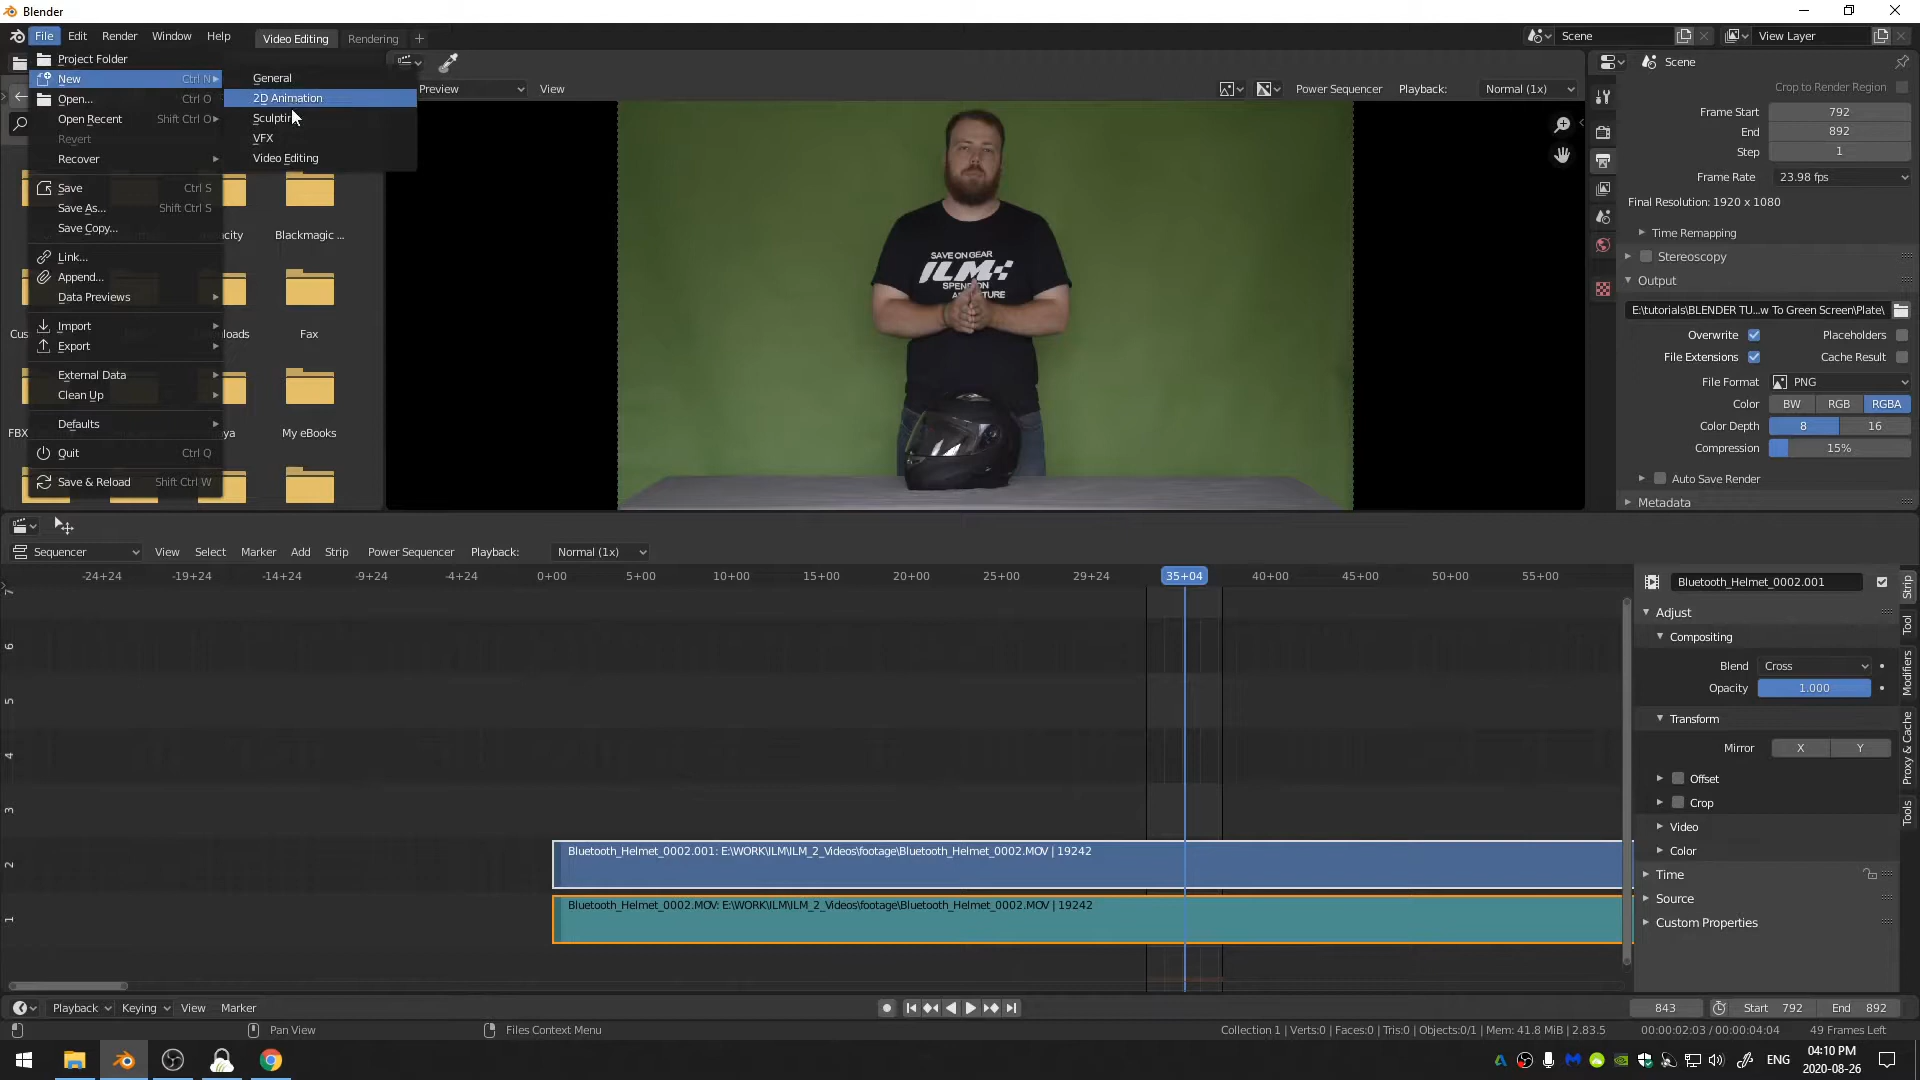 Blender
File Edit Render Window Help Video Editing Rendering + Scene View Layer
Project Folder
New Ctrl N
Open... Ctrl O
Open Recent Shift Ctrl O
Revert
Recover
Save Ctrl S
Save As... Shift Ctrl S
Save Copy...
Link...
Append...
Data Previews
Import
Export
External Data
Clean Up
Defaults
Quit Ctrl Q
Save & Reload Shift Ctrl W
General
2D Animation
Sculptin
VFX
Video Editing
acity Blackmagic ...
Cus loads Fax
FBX ya My eBooks
Preview View Power Sequencer Playback: Normal (1x)
SAVE ON GEAR
ILM
Scene
Crop to Render Region
Frame Start 792
End 892
Step 1
Frame Rate 23.98 fps
Final Resolution: 1920 x 1080
Time Remapping
Stereoscopy
Output
E:\tutorials\BLENDER TU...w To Green Screen\Plate\
Overwrite Placeholders
File Extensions Cache Result
File Format PNG
Color BW RGB RGBA
Color Depth 8 16
Compression 15%
Auto Save Render
Metadata
Sequencer View Select Marker Add Strip Power Sequencer Playback: Normal (1x)
-24+24 -19+24 -14+24 -9+24 -4+24 0+00 5+00 10+00 15+00 20+00 25+00 29+24 35+04 40+00 45+00 50+00 55+00
7
6
5
4
3
2
1
Bluetooth_Helmet_0002.001: E:\WORK\ILM\ILM_2_Videos\footage\Bluetooth_Helmet_0002.MOV | 19242
Bluetooth_Helmet_0002.MOV: E:\WORK\ILM\ILM_2_Videos\footage\Bluetooth_Helmet_0002.MOV | 19242
Bluetooth_Helmet_0002.001
Adjust
Compositing
Blend Cross
Opacity 1.000
Transform
Mirror X Y
Offset
Crop
Video
Color
Time
Source
Custom Properties
Strip
Tool
Modifiers
Proxy & Cache
Tools
Playback Keying View Marker 843 Start 792 End 892
Pan View Files Context Menu Collection 1 | Verts:0 | Faces:0 | Tris:0 | Objects:0/1 | Mem: 41.8 MiB | 2.83.5 00:00:02:03 / 00:00:04:04 49 Frames Left
ENG 04:10 PM
2020-08-26